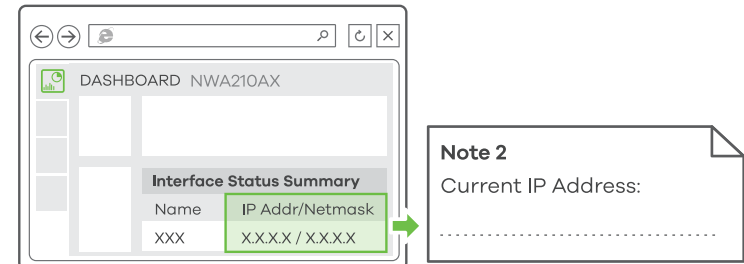 DASHBOARD NWA210AX
Interface Status Summary
Name IP Addr/Netmask
XXX X.X.X.X / X.X.X.X
Note 2
Current IP Address: